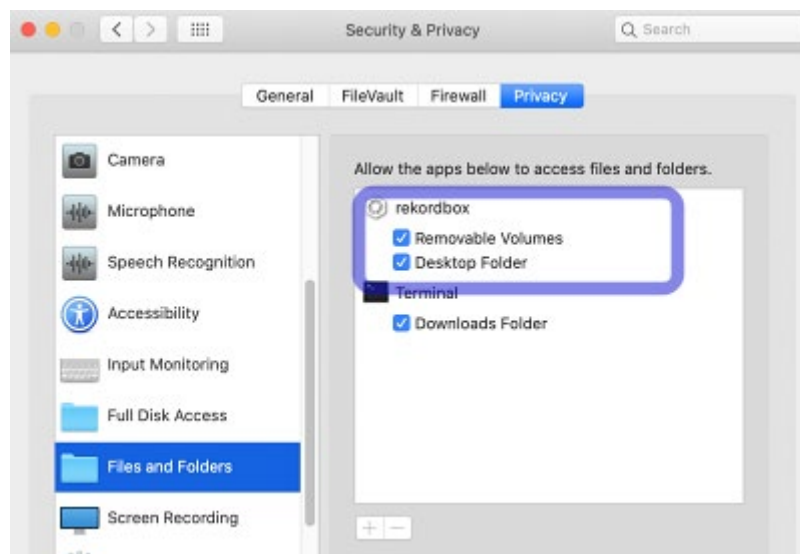 Security & Privacy
Search
General
FileVault
Firewall
Privacy
Camera
Microphone
Speech Recognition
Accessibility
Input Monitoring
Full Disk Access
Files and Folders
Screen Recording
Allow the apps below to access files and folders.
rekordbox
Removable Volumes
Desktop Folder
Terminal
Downloads Folder